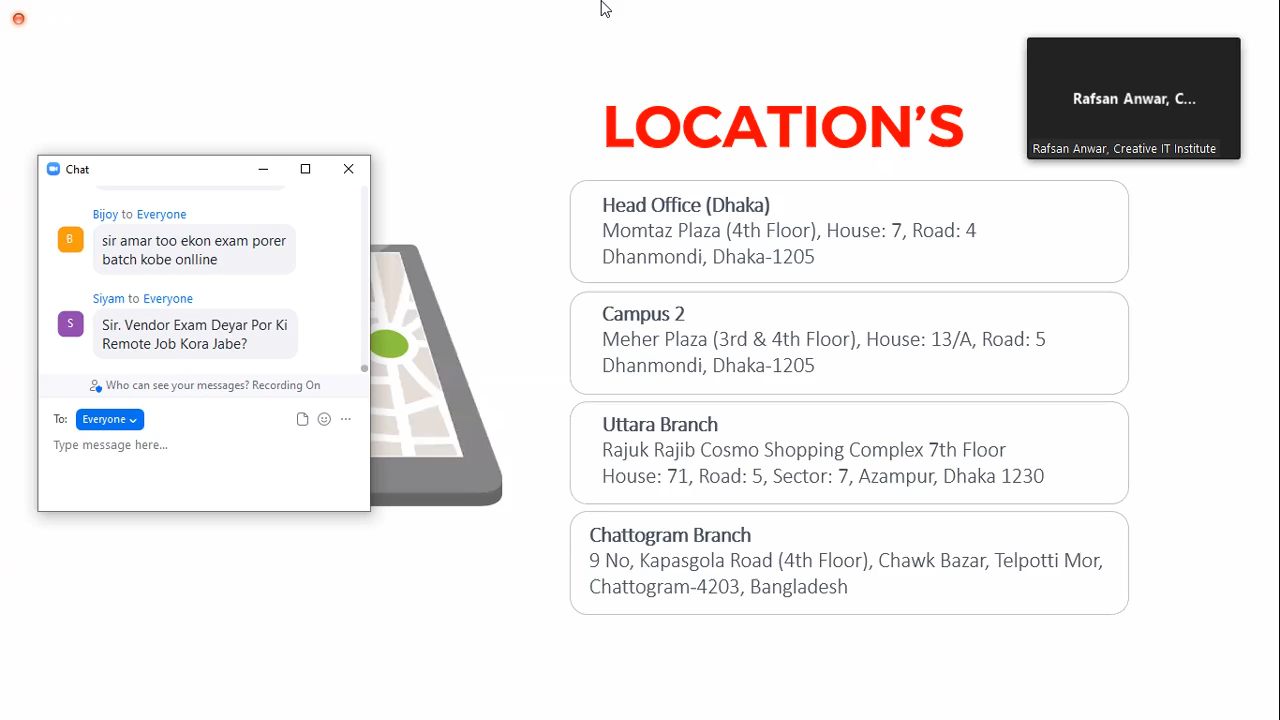 Chat
Bijoy to Everyone
B
sir amar too ekon exam porer
batch kobe onlline
Siyam to Everyone
S
Sir. Vendor Exam Deyar Por Ki
Remote Job Kora Jabe?
Who can see your messages? Recording On
To: Everyone
Type message here...
LOCATION’S
Rafsan Anwar, C...
Rafsan Anwar, Creative IT Institute
Head Office (Dhaka)
Momtaz Plaza (4th Floor), House: 7, Road: 4
Dhanmondi, Dhaka-1205
Campus 2
Meher Plaza (3rd & 4th Floor), House: 13/A, Road: 5
Dhanmondi, Dhaka-1205
Uttara Branch
Rajuk Rajib Cosmo Shopping Complex 7th Floor
House: 71, Road: 5, Sector: 7, Azampur, Dhaka 1230
Chattogram Branch
9 No, Kapasgola Road (4th Floor), Chawk Bazar, Telpotti Mor,
Chattogram-4203, Bangladesh